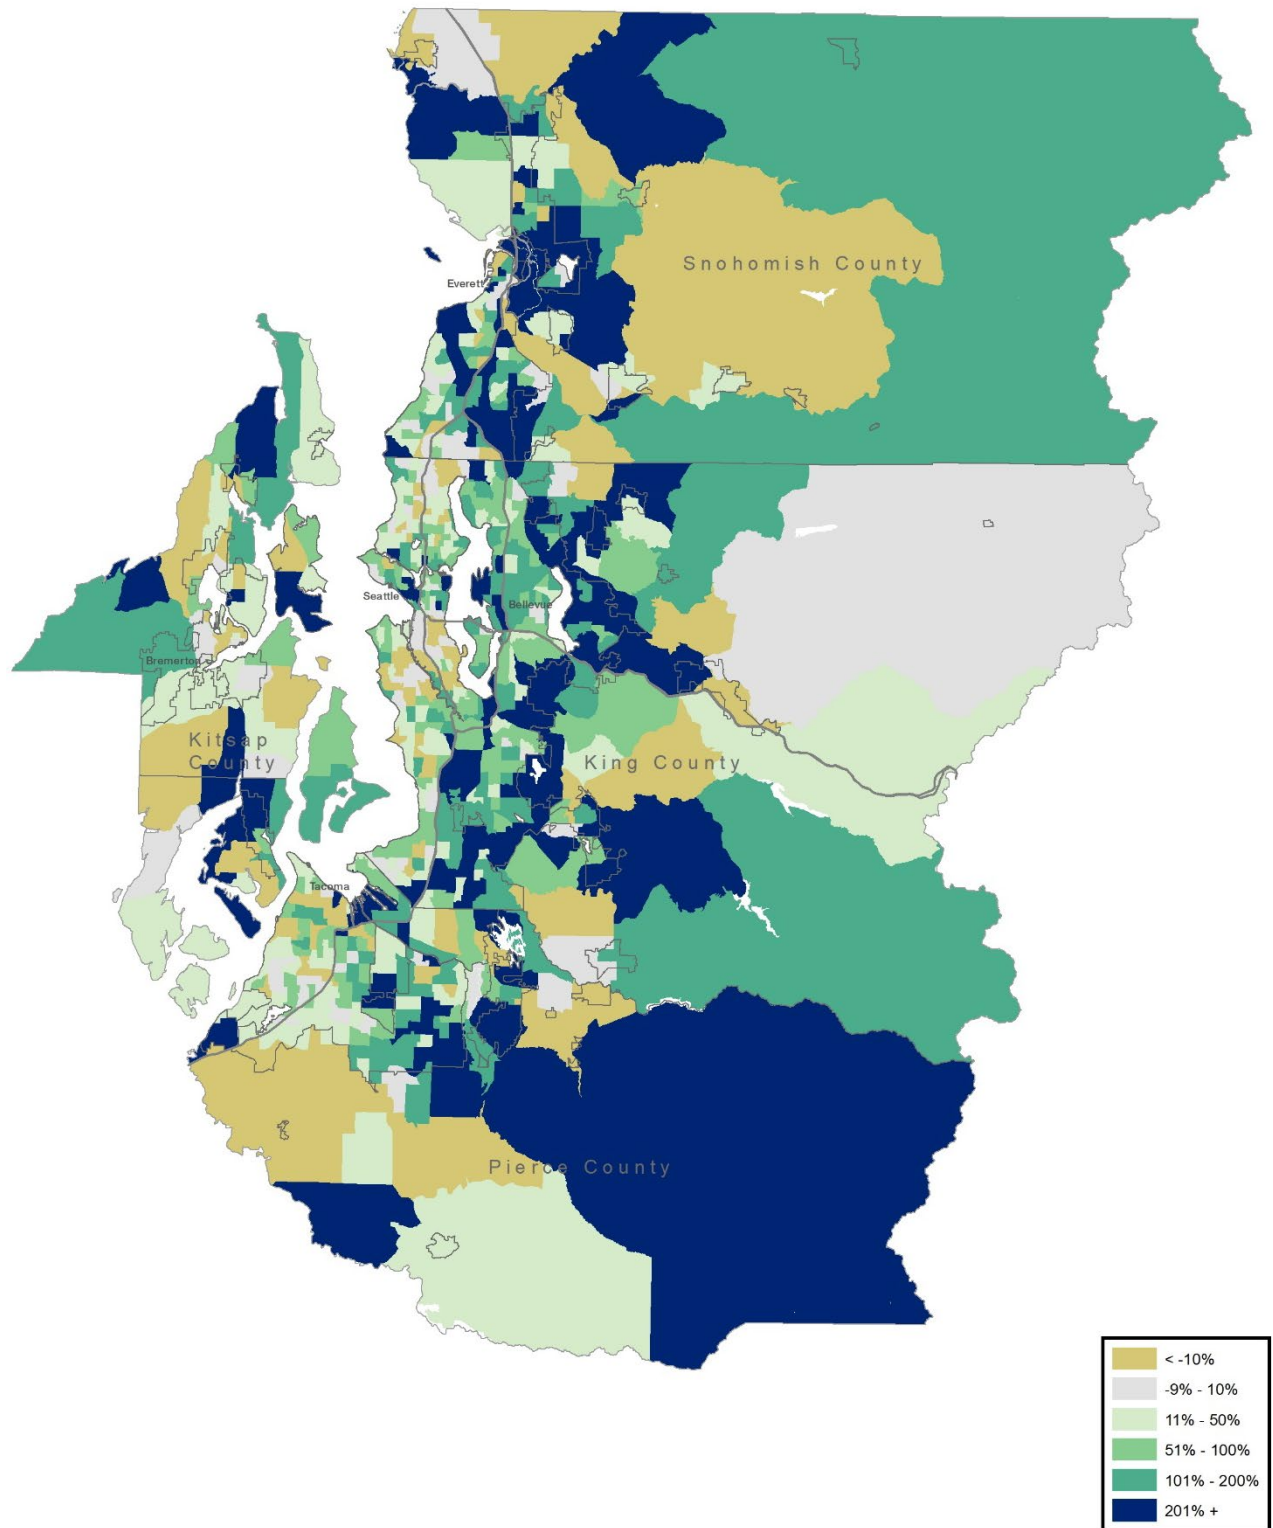 Snohomish County
Everett
Seattle
Bellevue
Bremerton
Kitsap
County
King County
Tacoma
Pierce County
< -10%
-9% - 10%
11% - 50%
51% - 100%
101% - 200%
201% +